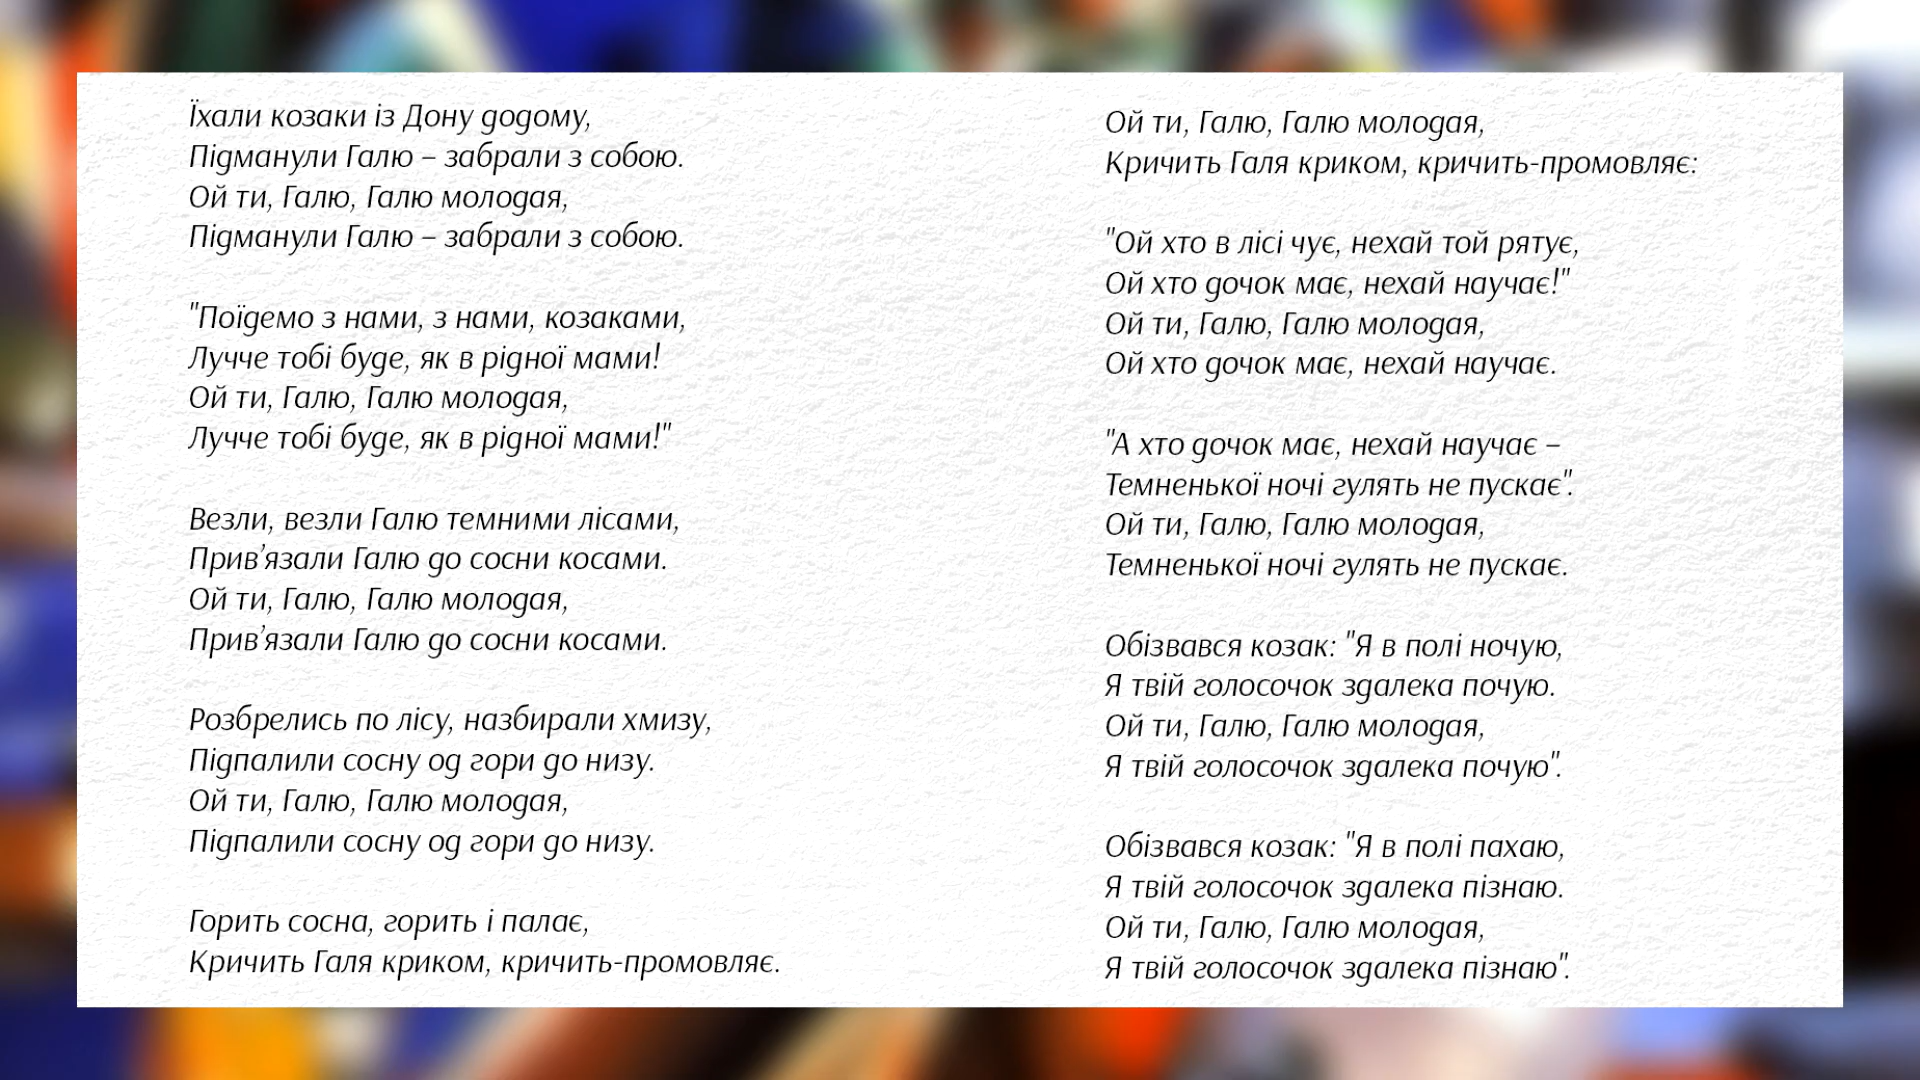 Їхали козаки із Дону додому,
Підманули Галю – забрали з собою.
Ой ти, Галю, Галю молодая,
Підманули Галю – забрали з собою.

"Поїдемо з нами, з нами, козаками,
Лучче тобі буде, як в рідної мами!
Ой ти, Галю, Галю молодая,
Лучче тобі буде, як в рідної мами!"

Везли, везли Галю темними лісами,
Прив’язали Галю до сосни косами.
Ой ти, Галю, Галю молодая,
Прив’язали Галю до сосни косами.

Розбрелись по лісу, назбирали хмизу,
Підпалили сосну од гори до низу.
Ой ти, Галю, Галю молодая,
Підпалили сосну од гори до низу.

Горить сосна, горить і палає,
Кричить Галя криком, кричить-промовляє.

Ой ти, Галю, Галю молодая,
Кричить Галя криком, кричить-промовляє:

"Ой хто в лісі чує, нехай той рятує,
Ой хто дочок має, нехай научає!"
Ой ти, Галю, Галю молодая,
Ой хто дочок має, нехай научає.

"А хто дочок має, нехай научає –
Темненької ночі гулять не пускає".
Ой ти, Галю, Галю молодая,
Темненької ночі гулять не пускає.

Обізвався козак: "Я в полі ночую,
Я твій голосочок здалека почую.
Ой ти, Галю, Галю молодая,
Я твій голосочок здалека почую".

Обізвався козак: "Я в полі пахаю,
Я твій голосочок здалека пізнаю.
Ой ти, Галю, Галю молодая,
Я твій голосочок здалека пізнаю".